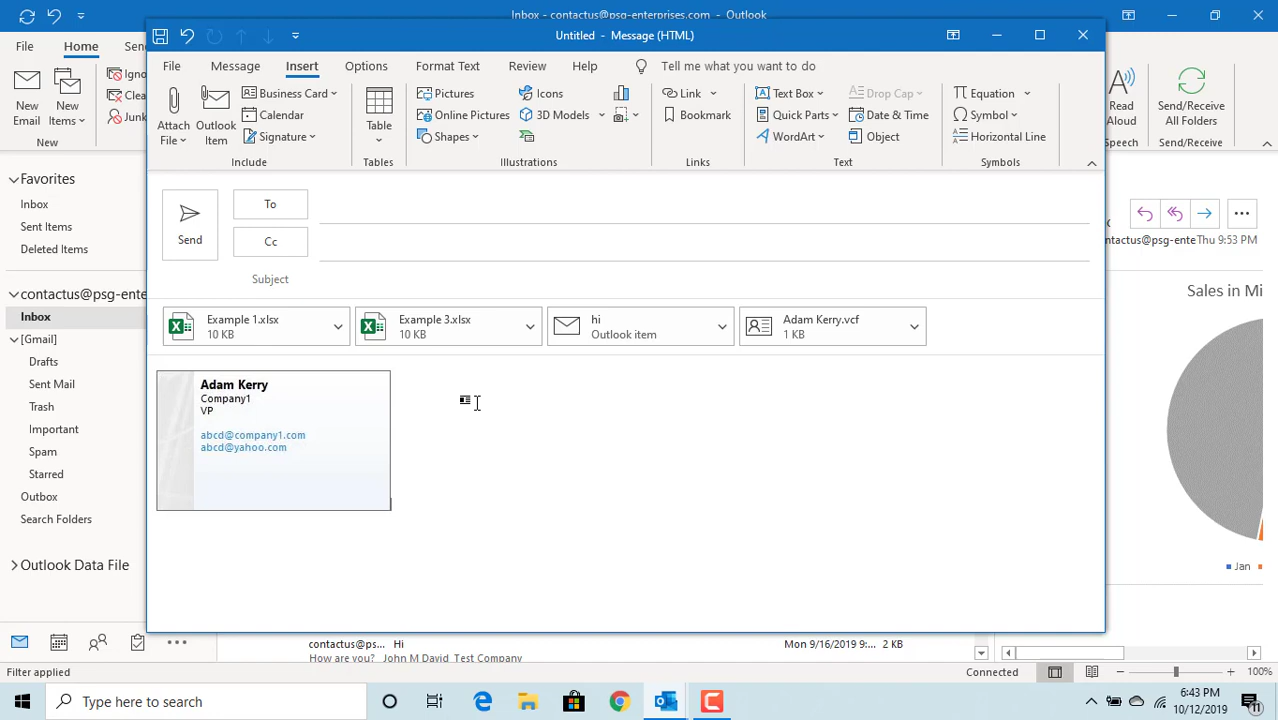 Inbox - contactus@psg-enterprises.com - Outlook
Untitled - Message (HTML)
File
Home
File Message Insert Options Format Text Review Help Tell me what you want to do
New Email
New Items
New
Attach File
Outlook Item
Business Card
Calendar
Signature
Include
Table
Tables
Pictures
Online Pictures
Shapes
Icons
3D Models
Illustrations
Link
Bookmark
Links
Text Box
Quick Parts
WordArt
Drop Cap
Date & Time
Object
Text
Equation
Symbol
Horizontal Line
Symbols
Read Aloud
Speech
Send/Receive All Folders
Send/Receive
Favorites
Inbox
Sent Items
Deleted Items
Inbox
[Gmail]
Drafts
Sent Mail
Trash
Important
Spam
Starred
Outbox
Search Folders
Outlook Data File
Send
To
Cc
Subject
Example 1.xlsx
10 KB
Example 3.xlsx
10 KB
hi
Outlook item
Adam Kerry.vcf
1 KB
Adam Kerry
Company1
VP
abcd@company1.com
abcd@yahoo.com
Thu 9:53 PM
Sales in Mi
Jan
contactus@ps... Hi Mon 9/16/2019 9:... 2 KB
How are you? John M David Test Company
Filter applied
Connected
100%
Type here to search
6:43 PM
10/12/2019
11